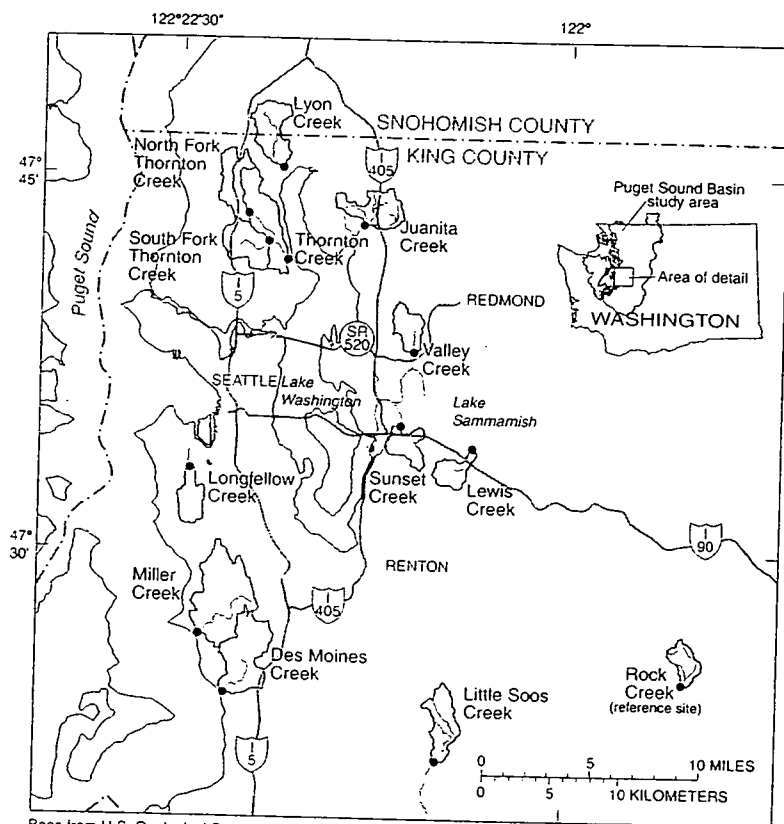 122°22'30"
122°
Lyon
Creek
SNOHOMISH COUNTY
KING COUNTY
North Fork
Thornton
Creek
47°
45'
I
405
Puget Sound Basin
study area
Area of detail
WASHINGTON
Puget Sound
South Fork
Thornton
Creek
Thornton
Creek
Juanita
Creek
I
5
REDMOND
SR
520
Valley
Creek
SEATTLE
Lake
Washington
Lake
Sammamish
Longfellow
Creek
Sunset
Creek
Lewis
Creek
47°
30'
I
90
Miller
Creek
RENTON
I
405
Des Moines
Creek
Little Soos
Creek
Rock
Creek
(reference site)
I
5
0 5 10 MILES
0 5 10 KILOMETERS